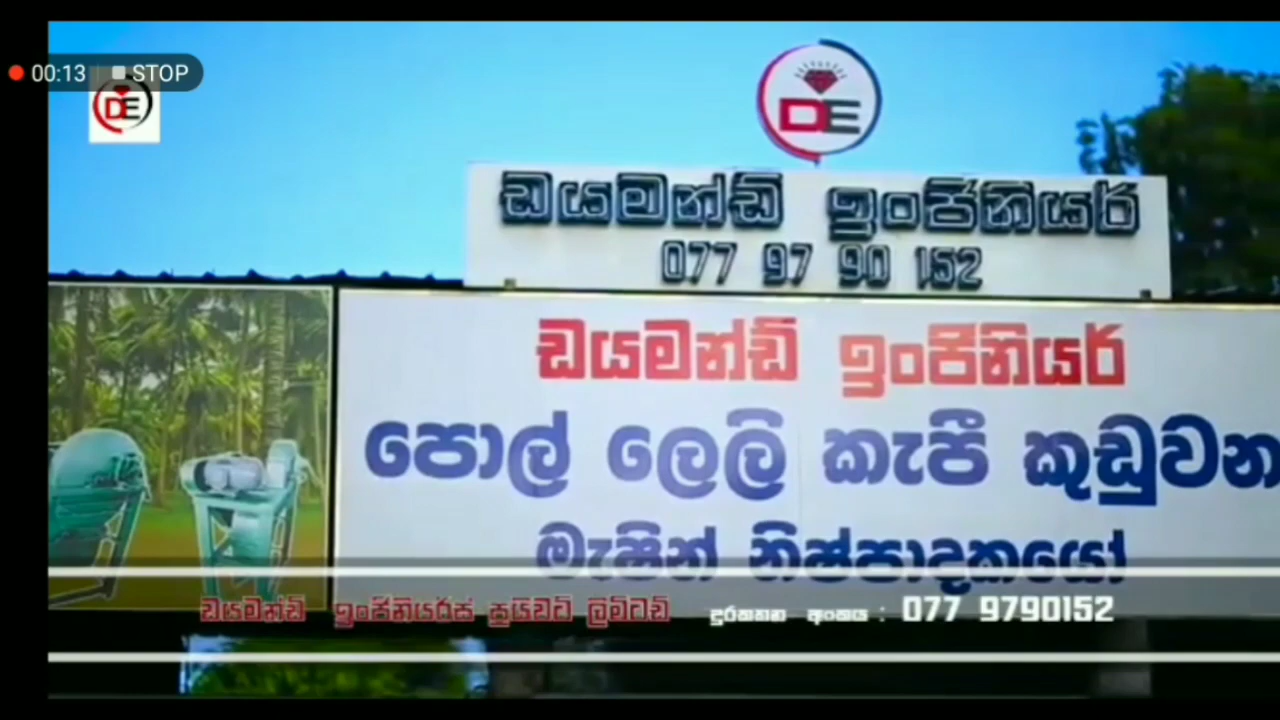 00:13 STOP
DE
DE
ඩයමන්ඩ් ඉංජිනියර්
077 97 90 152
ඩයමන්ඩ් ඉංජිනියර්
පොල් ලෙලි කැපී කුඩුවන
මැෂින් නිෂ්පාදකයෝ
ඩයමන්ඩ් ඉංජිනියර්ස් ප්‍රයිවට් ලිමිටඩ් දුරකතන අංකය : 077 9790152